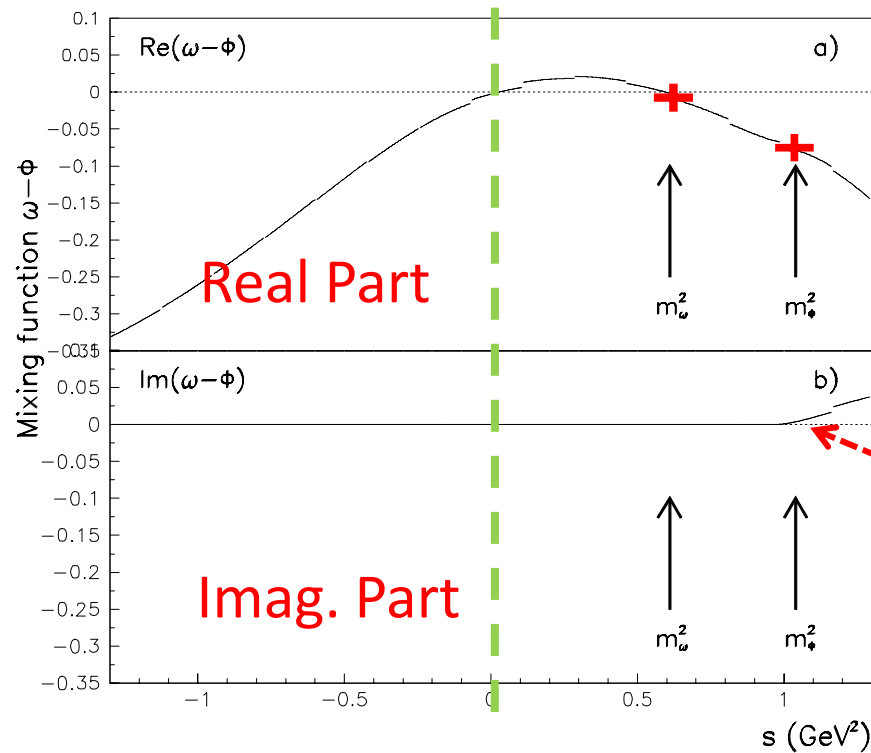 Mixing function ω−Φ
0.1
0.05
0
−0.05
−0.1
−0.15
−0.2
−0.25
−0.3
−0.35
Re(ω−Φ)
a)
Real Part
m²ω
m²Φ
0.05
0
−0.05
−0.1
−0.15
−0.2
−0.25
−0.3
−0.35
Im(ω−Φ)
b)
Imag. Part
m²ω
m²Φ
−1
−0.5
0
0.5
1
s (GeV²)